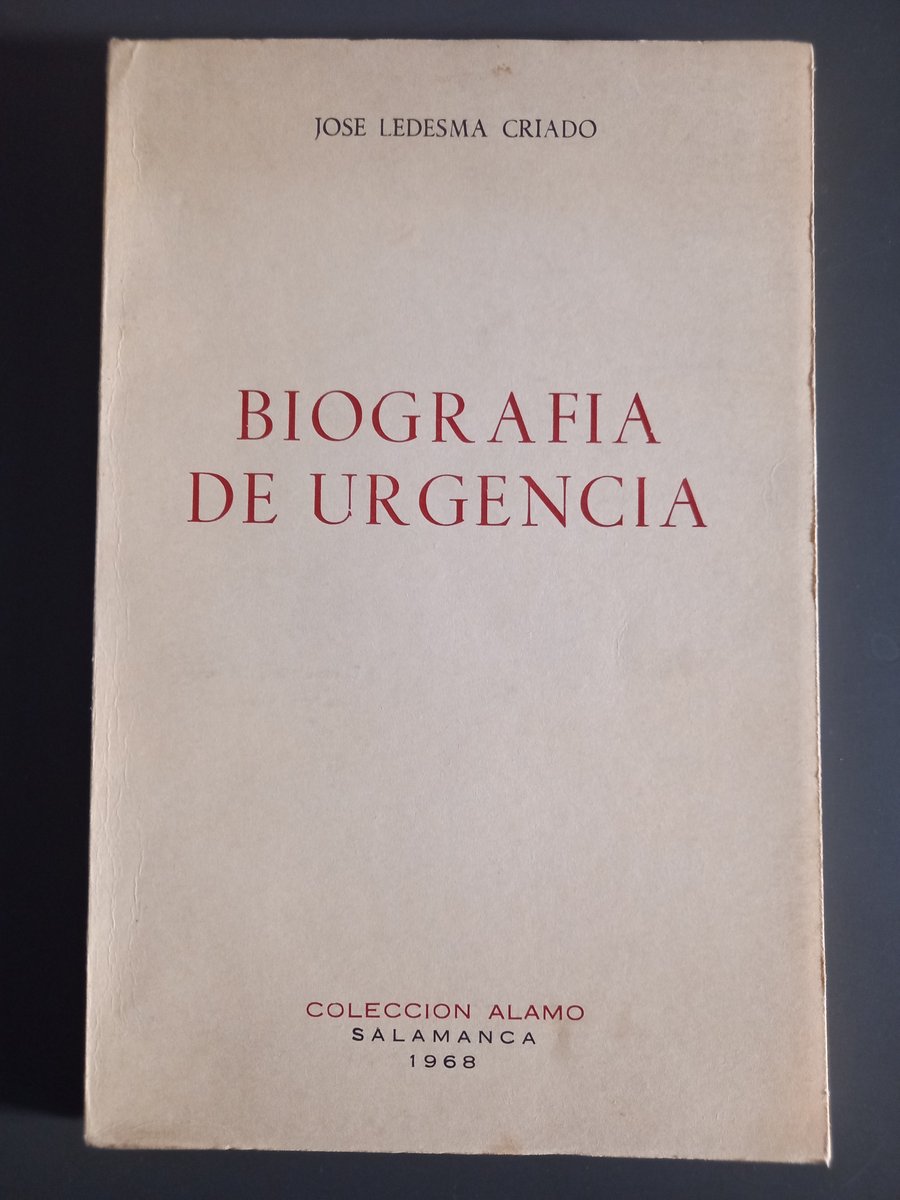 JOSE LEDESMA CRIADO
BIOGRAFIA
DE URGENCIA
COLECCION ALAMO
SALAMANCA
1968